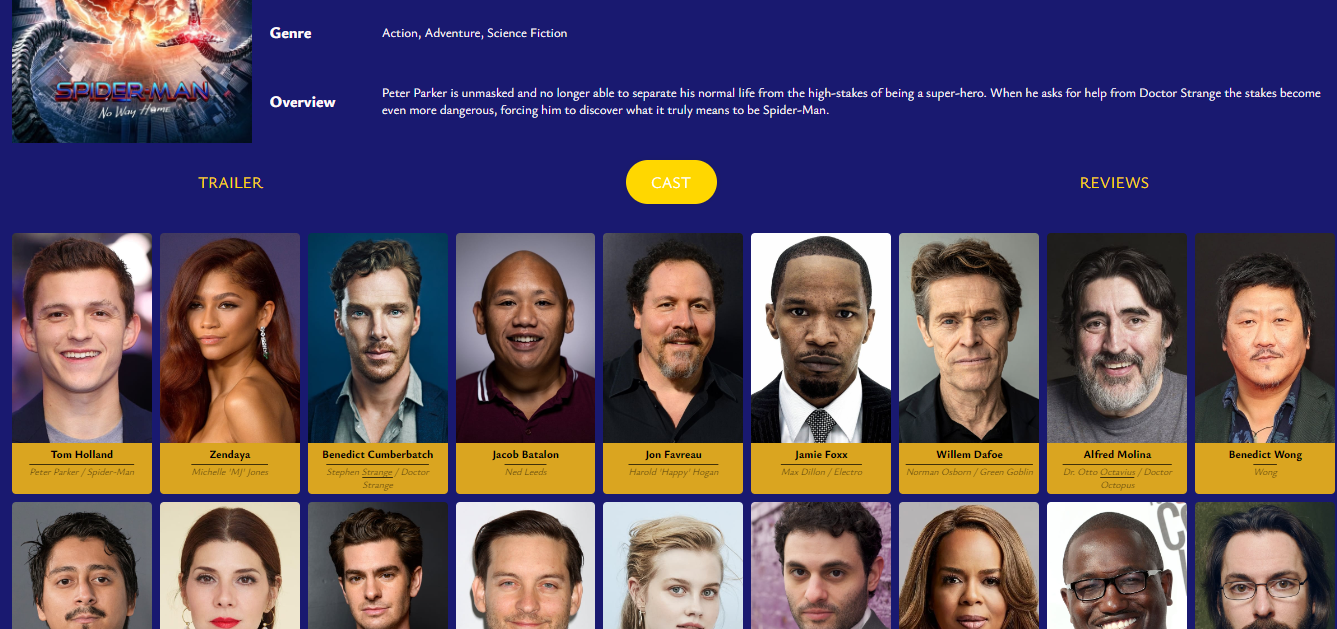 Genre
Action, Adventure, Science Fiction
SPIDER-MAN
No Way Home
Overview
Peter Parker is unmasked and no longer able to separate his normal life from the high-stakes of being a super-hero. When he asks for help from Doctor Strange the stakes become
even more dangerous, forcing him to discover what it truly means to be Spider-Man.
TRAILER
CAST
REVIEWS
Tom Holland
Peter Parker / Spider-Man
Zendaya
Michelle 'MJ' Jones
Benedict Cumberbatch
Stephen Strange / Doctor
Strange
Jacob Batalon
Ned Leeds
Jon Favreau
Harold 'Happy' Hogan
Jamie Foxx
Max Dillon / Electro
Willem Dafoe
Norman Osborn / Green Goblin
Alfred Molina
Dr. Otto Octavius / Doctor
Octopus
Benedict Wong
Wong